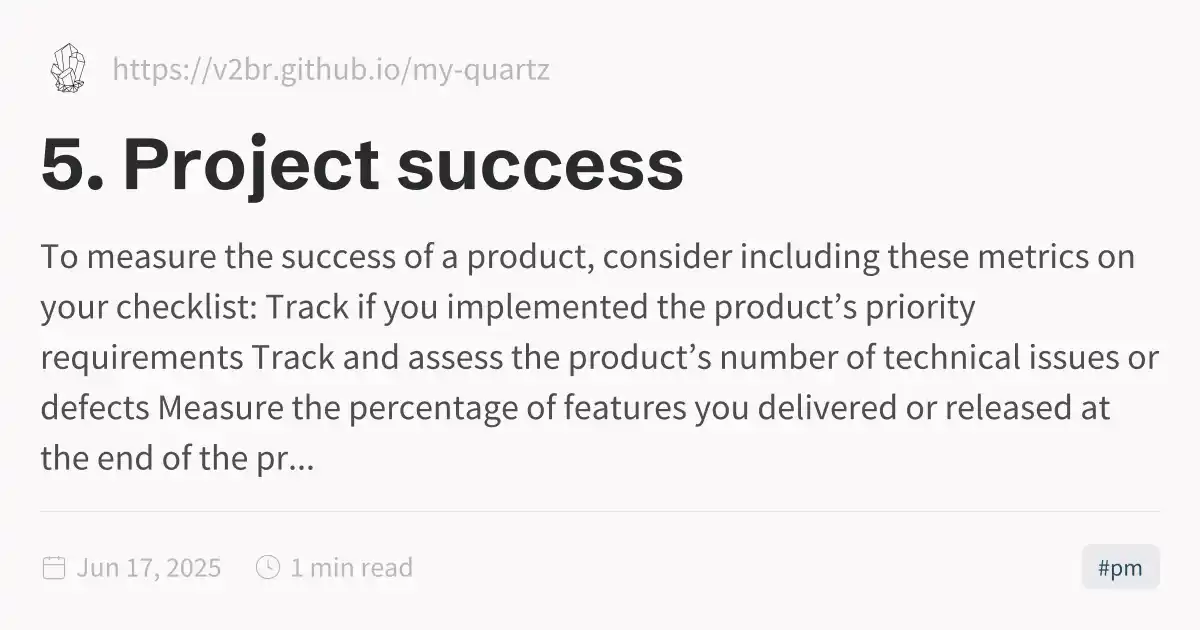 https://v2br.github.io/my-quartz
5. Project success
To measure the success of a product, consider including these metrics on
your checklist: Track if you implemented the product’s priority
requirements Track and assess the product’s number of technical issues or
defects Measure the percentage of features you delivered or released at
the end of the pr...
Jun 17, 2025 1 min read #pm